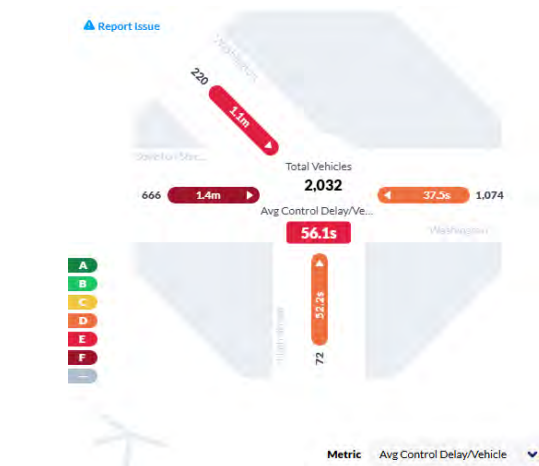 Report Issue
Washington
220
1.1m
Total Vehicles
2,032
666
1.4m
37.5s
1,074
Avg Control Delay/Ve...
56.1s
Washington
A
B
C
D
E
F
52.2s
72
Metric Avg Control Delay/Vehicle